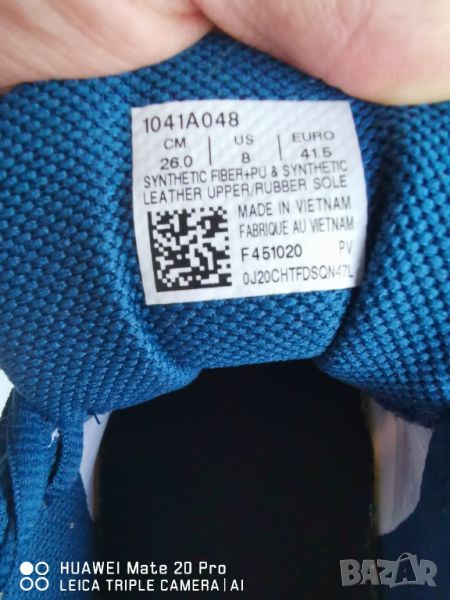 1041A048
CM US EURO
26.0 8 41.5
SYNTHETIC FIBER+PU & SYNTHETIC
LEATHER UPPER/RUBBER SOLE
MADE IN VIETNAM
FABRIQUE AU VIETNAM
F451020 PV
0J20CHTFDSQN47L
HUAWEI Mate 20 Pro
LEICA TRIPLE CAMERA | AI
BAZAR